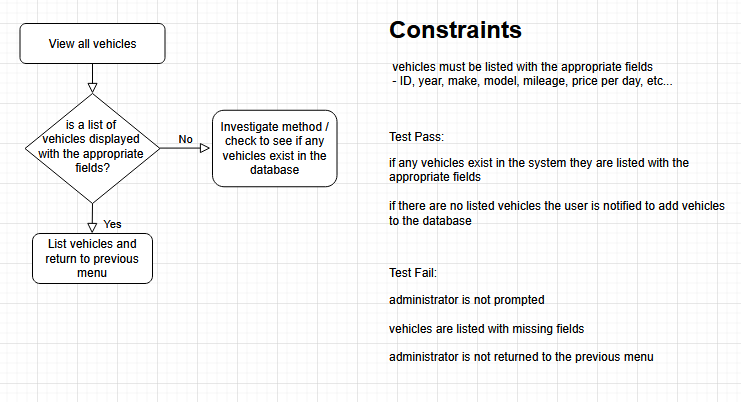 View all vehicles
is a list of
vehicles displayed
with the appropriate
fields?
No
Investigate method /
check to see if any
vehicles exist in the
database
Yes
List vehicles and
return to previous
menu
Constraints
vehicles must be listed with the appropriate fields
- ID, year, make, model, mileage, price per day, etc...
Test Pass:
if any vehicles exist in the system they are listed with the
appropriate fields
if there are no listed vehicles the user is notified to add vehicles
to the database
Test Fail:
administrator is not prompted
vehicles are listed with missing fields
administrator is not returned to the previous menu